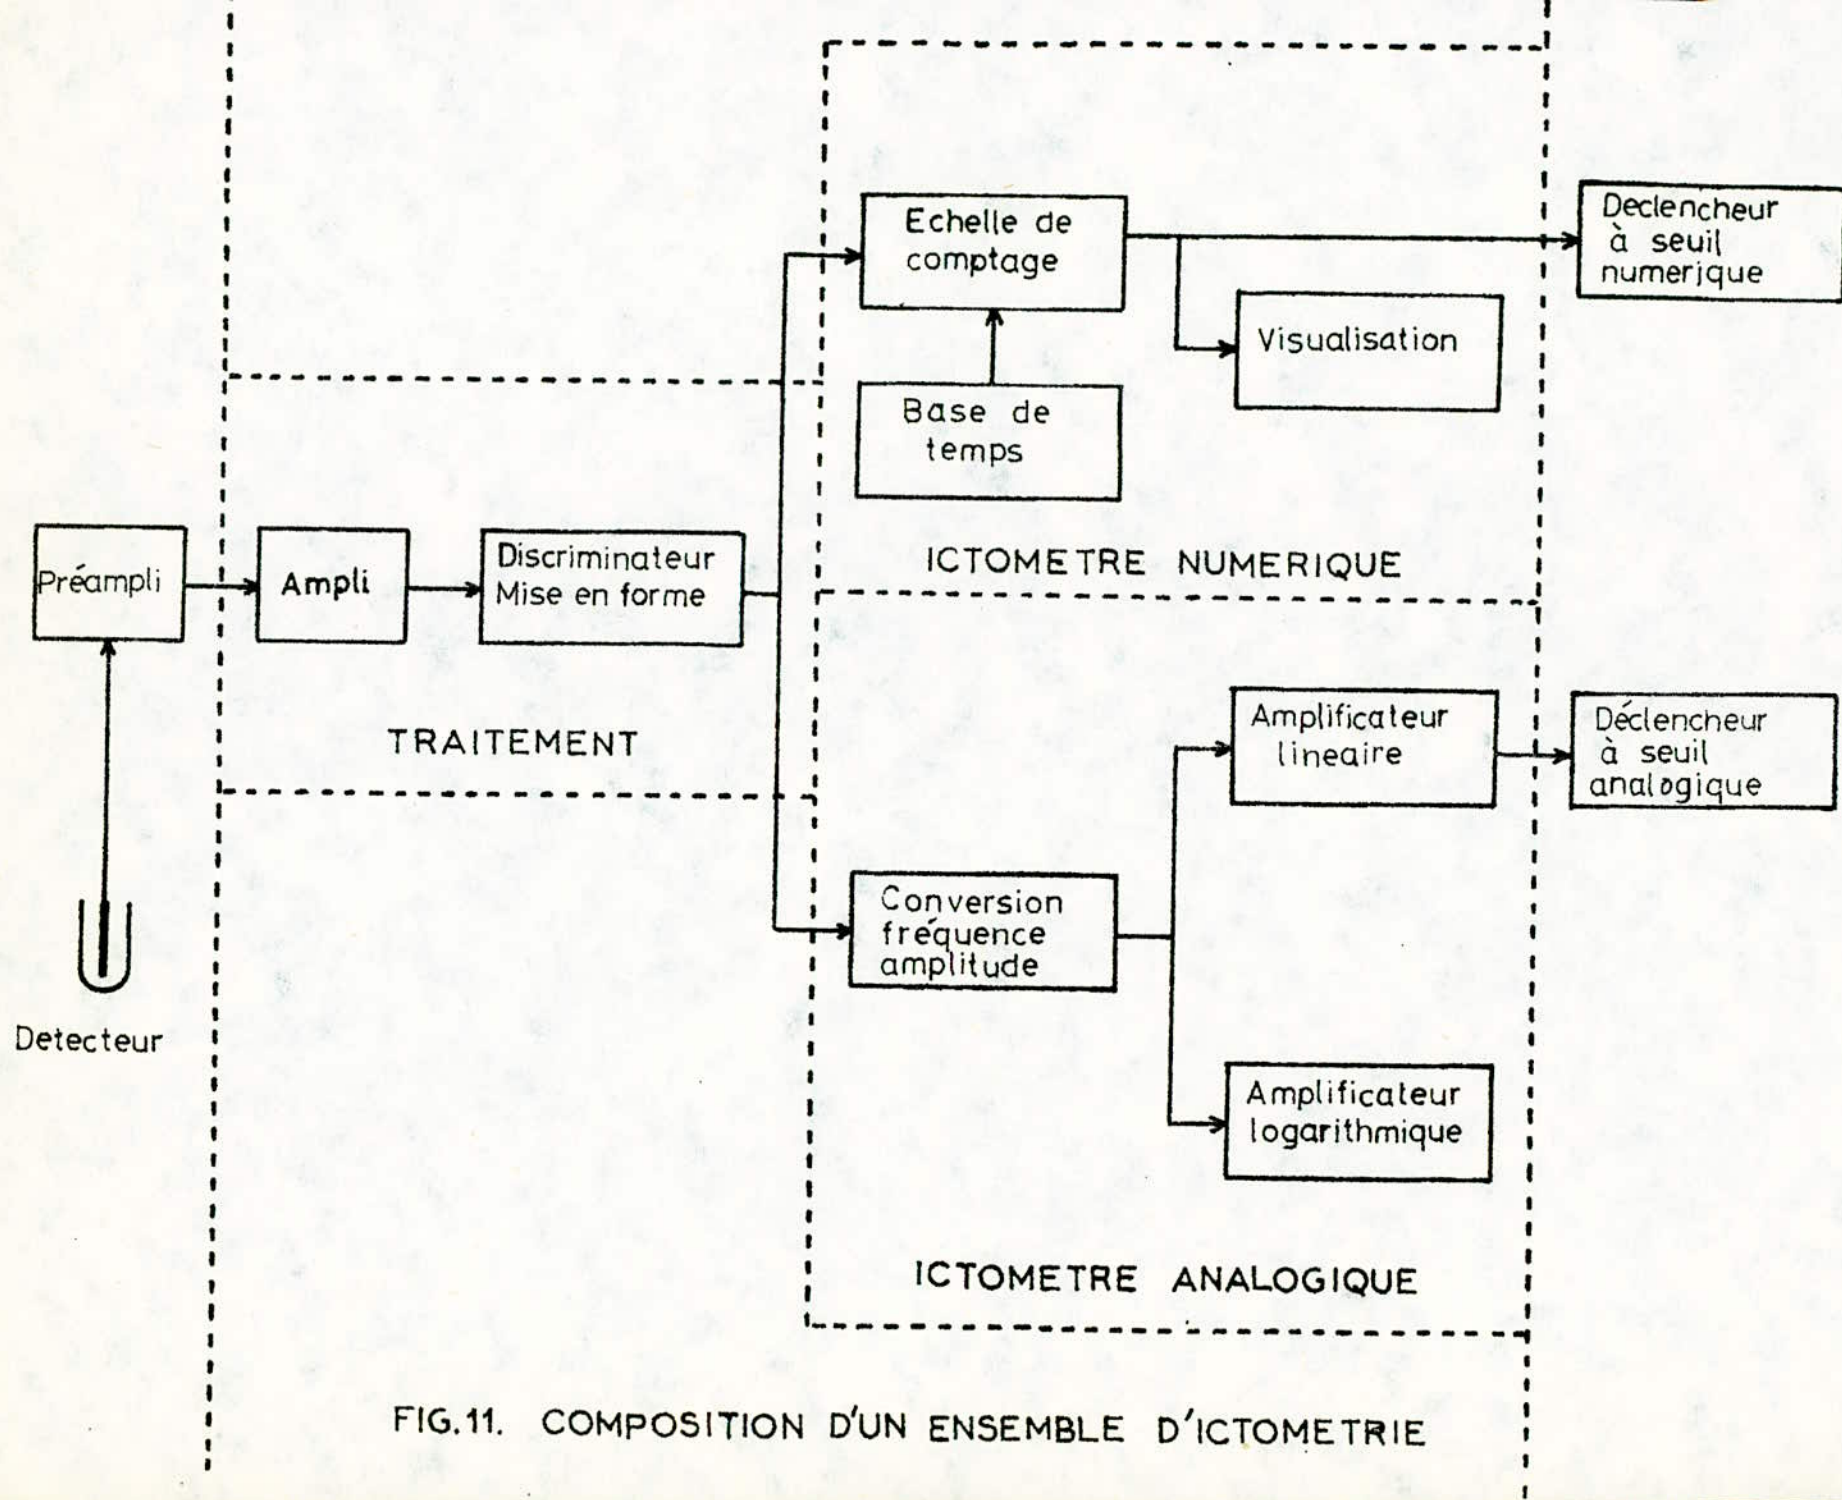 Echelle de
comptage
Declencheur
à seuil
numerique
Visualisation
Base de
temps
ICTOMETRE NUMERIQUE
Préampli
Ampli
Discriminateur
Mise en forme
TRAITEMENT
Amplificateur
lineaire
Déclencheur
à seuil
analogique
Conversion
fréquence
amplitude
Detecteur
Amplificateur
logarithmique
ICTOMETRE ANALOGIQUE
FIG.11. COMPOSITION D'UN ENSEMBLE D'ICTOMETRIE